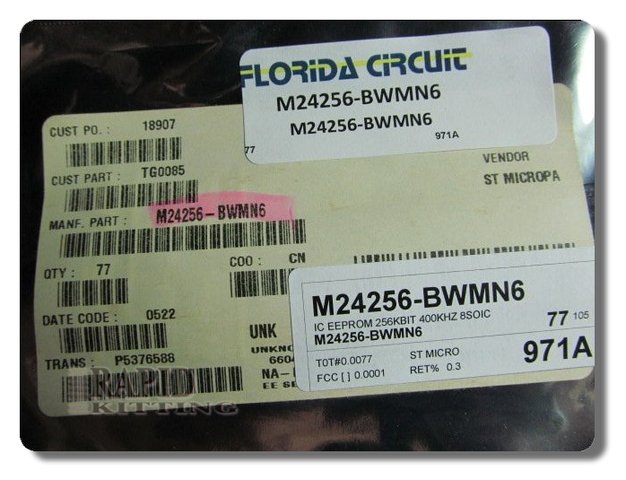 FLORIDA CIRCUIT
M24256-BWMN6
M24256-BWMN6
77
971A
CUST PO.: 18907
CUST PART: TG0085
VENDOR
ST MICROPA
MANF. PART: M24256-BWMN6
QTY: 77
COO: CN
DATE CODE: 0522
UNK
TRANS: P5376588
M24256-BWMN6
IC EEPROM 256KBIT 400KHZ 8SOIC
77 105
M24256-BWMN6
T0T#0.0077
ST MICRO
971A
FCC [ ] 0.0001
RET% 0.3
RAPID
KITTING